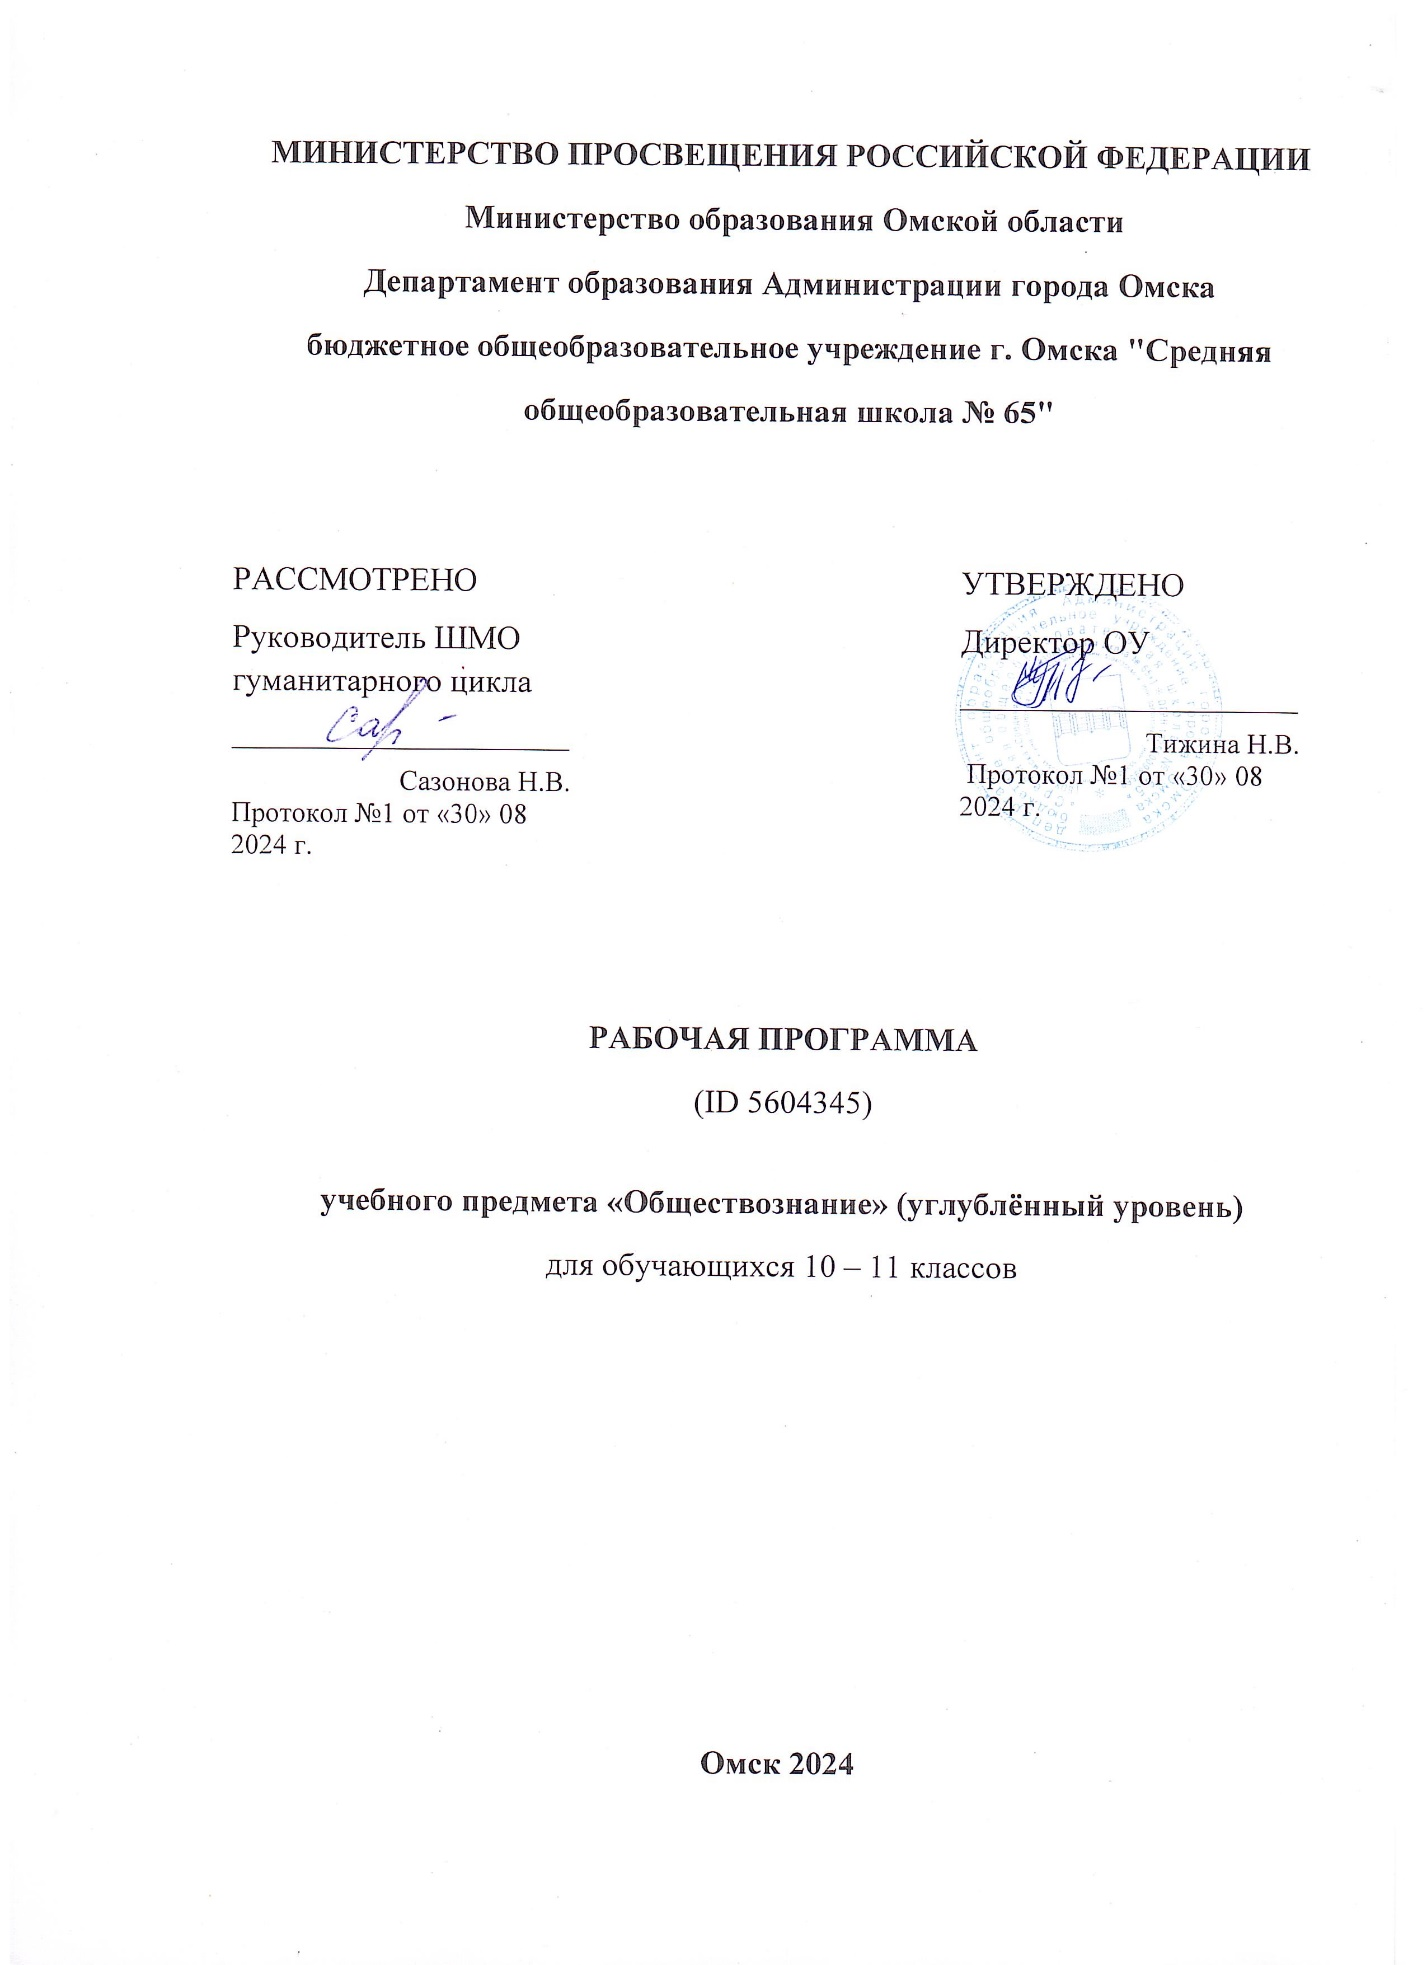 МИНИСТЕРСТВО ПРОСВЕЩЕНИЯ РОССИЙСКОЙ ФЕДЕРАЦИИ
Министерство образования Омской области
Департамент образования Администрации города Омска
бюджетное общеобразовательное учреждение г. Омска "Средняя
общеобразовательная школа № 65"
РАССМОТРЕНО
Руководитель ШМО
гуманитарного цикла
Сазонова Н.В.
Протокол №1 от «30» 08
2024 г.
УТВЕРЖДЕНО
Директор ОУ
Тижина Н.В.
Протокол №1 от «30» 08
2024 г.
РАБОЧАЯ ПРОГРАММА
(ID 5604345)
учебного предмета «Обществознание» (углублённый уровень)
для обучающихся 10 – 11 классов
Омск 2024